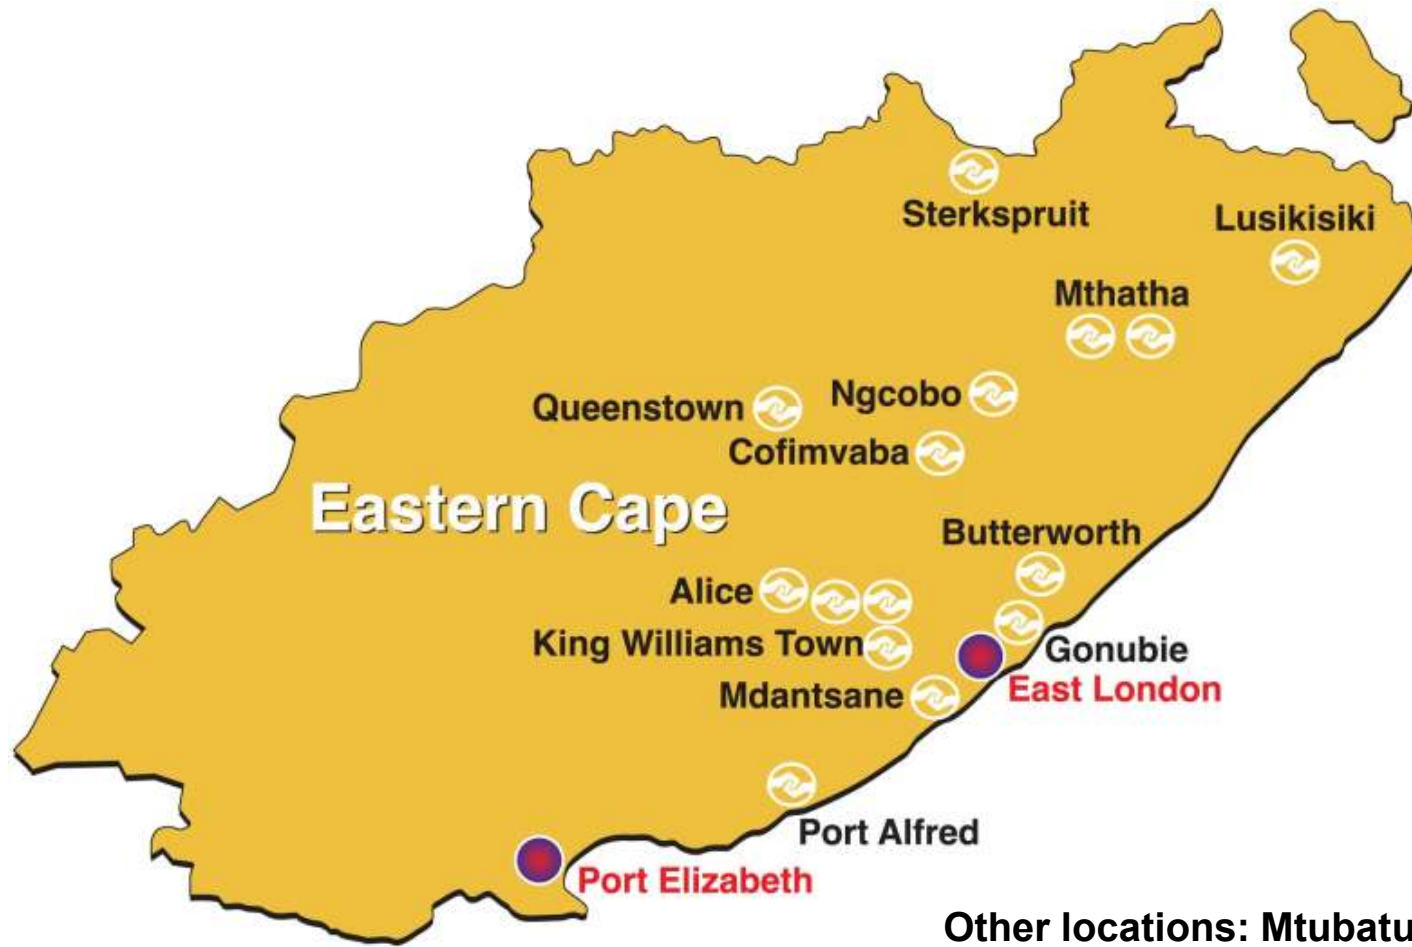 Sterkspruit
Lusikisiki
Mthatha
Queenstown
Ngcobo
Cofimvaba
Eastern Cape
Butterworth
Alice
King Williams Town
Gonubie
Mdantsane
East London
Port Alfred
Port Elizabeth
Other locations: Mtubatu